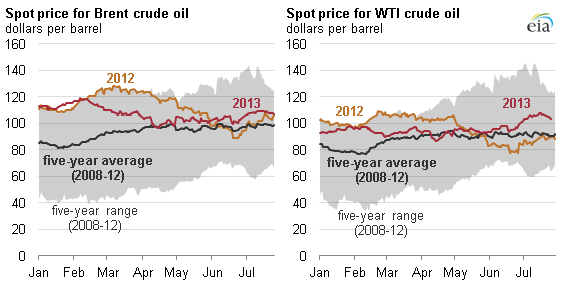 Spot price for Brent crude oil
dollars per barrel
160
140
120
100
80
60
40
20
0
2012
2013
five-year average
(2008-12)
five-year range
(2008-12)
Jan Feb Mar Apr May Jun Jul
Spot price for WTI crude oil
dollars per barrel
eia
160
140
120
100
80
60
40
20
0
2012
2013
five-year average
(2008-12)
five-year range
(2008-12)
Jan Feb Mar Apr May Jun Jul